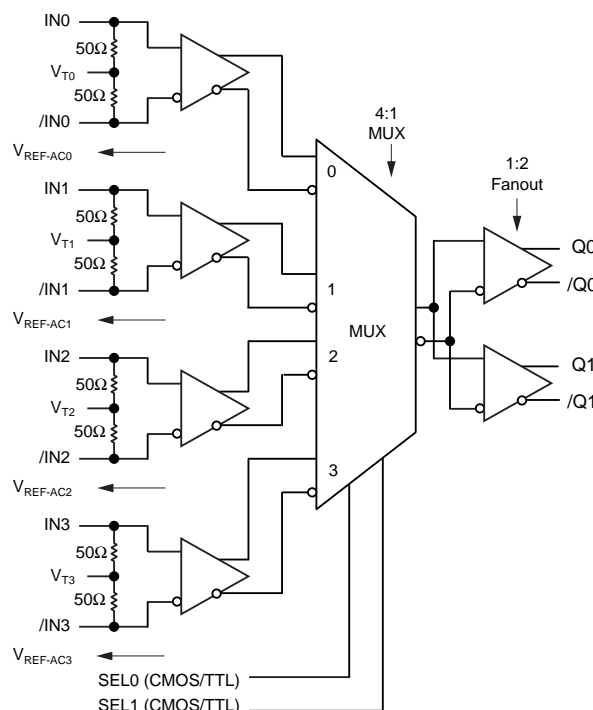 IN0
50Ω
VT0
50Ω
/IN0
VREF-AC0
IN1
50Ω
VT1
50Ω
/IN1
VREF-AC1
IN2
50Ω
VT2
50Ω
/IN2
VREF-AC2
IN3
50Ω
VT3
50Ω
/IN3
VREF-AC3
SEL0 (CMOS/TTL)
SEL1 (CMOS/TTL)
4:1
MUX
0
1
2
3
MUX
1:2
Fanout
Q0
/Q0
Q1
/Q1